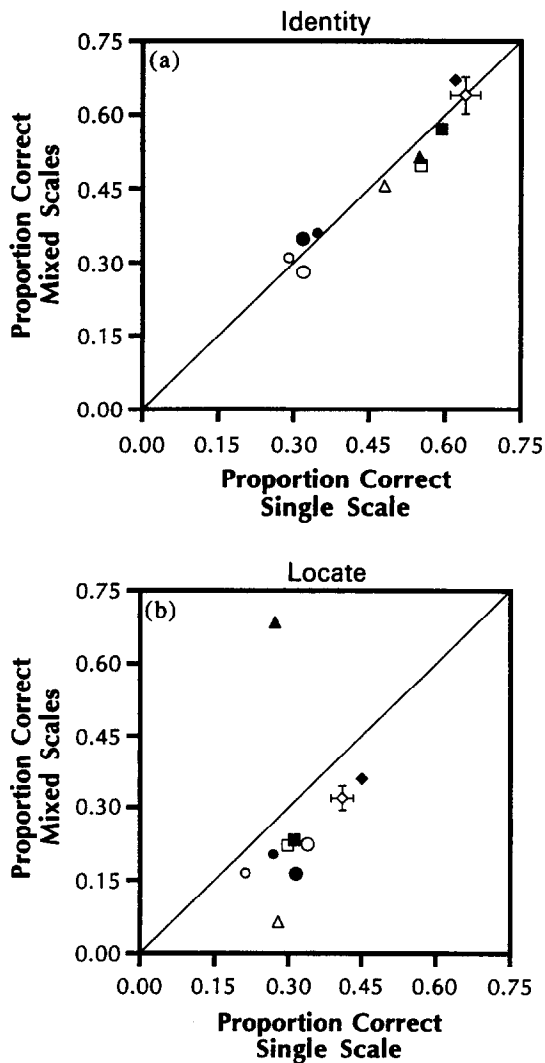 Identity
(a)
0.75
0.60
0.45
0.30
0.15
0.00
Proportion Correct
Mixed Scales
0.00 0.15 0.30 0.45 0.60 0.75
Proportion Correct
Single Scale
Locate
(b)
0.75
0.60
0.45
0.30
0.15
0.00
Proportion Correct
Mixed Scales
0.00 0.15 0.30 0.45 0.60 0.75
Proportion Correct
Single Scale